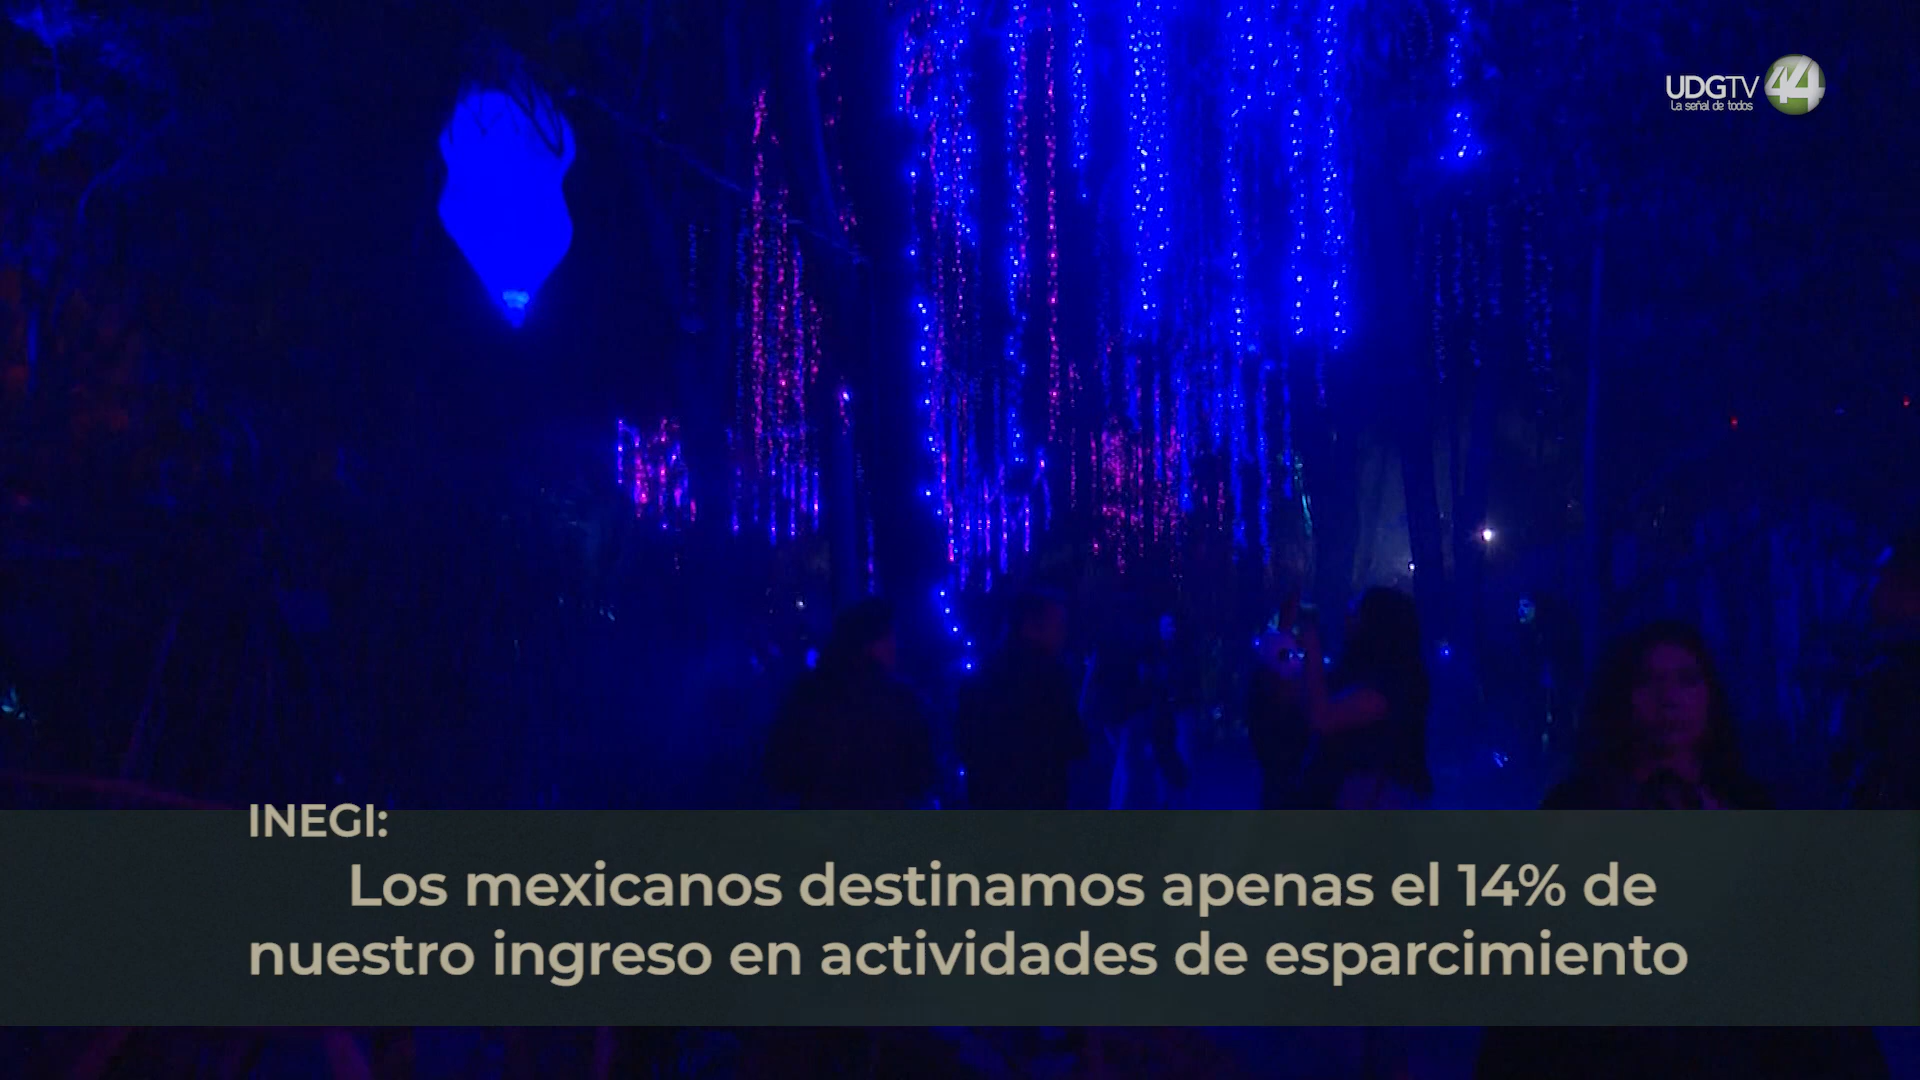 UDGTV 44
La señal de todos
INEGI:
Los mexicanos destinamos apenas el 14% de
nuestro ingreso en actividades de esparcimiento